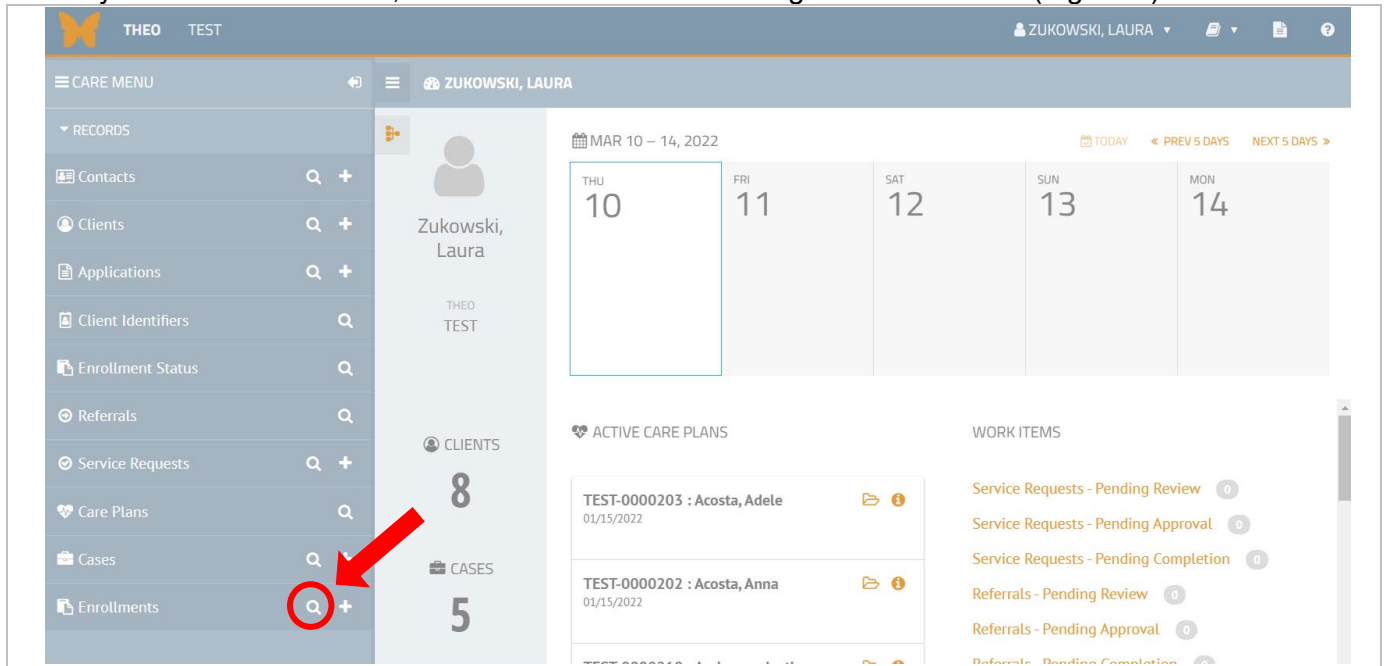 THEO TEST ZUKOWSKI, LAURA
CARE MENU
ZUKOWSKI, LAURA
RECORDS
Contacts
Clients
Applications
Client Identifiers
Enrollment Status
Referrals
Service Requests
Care Plans
Cases
Enrollments
Zukowski,
Laura
THEO
TEST
CLIENTS
8
CASES
5
MAR 10 – 14, 2022 TODAY « PREV 5 DAYS NEXT 5 DAYS »
THU FRI SAT SUN MON
10 11 12 13 14
ACTIVE CARE PLANS
TEST-0000203 : Acosta, Adele
01/15/2022
TEST-0000202 : Acosta, Anna
01/15/2022
WORK ITEMS
Service Requests - Pending Review 0
Service Requests - Pending Approval 0
Service Requests - Pending Completion 0
Referrals - Pending Review 0
Referrals - Pending Approval 0
Referrals - Pending Completion